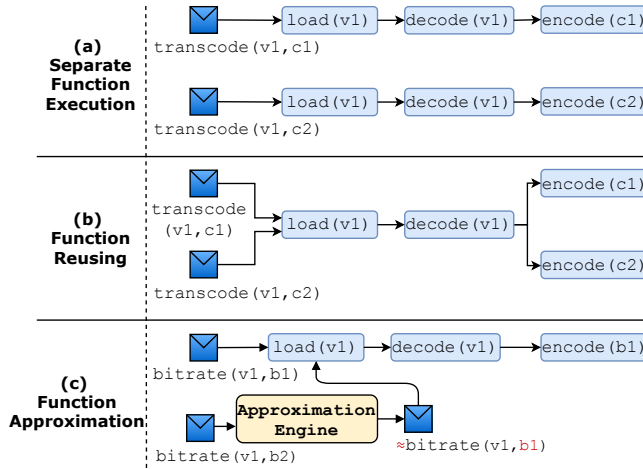 (a)
Separate
Function
Execution
load(v1)
decode(v1)
encode(c1)
transcode(v1,c1)
load(v1)
decode(v1)
encode(c2)
transcode(v1,c2)
(b)
Function
Reusing
transcode
(v1,c1)
load(v1)
decode(v1)
encode(c1)
encode(c2)
transcode(v1,c2)
(c)
Function
Approximation
load(v1)
decode(v1)
encode(b1)
bitrate(v1,b1)
Approximation
Engine
bitrate(v1,b2)
≈bitrate(v1,b1)